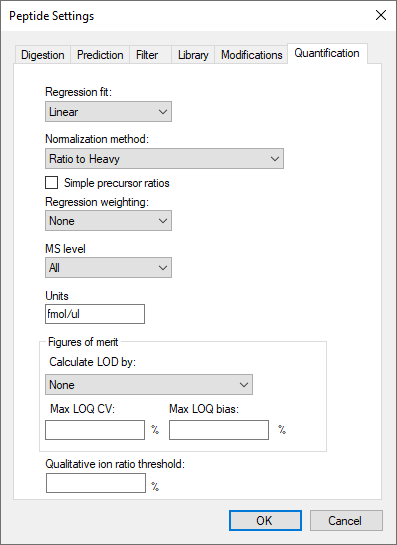 Peptide Settings
Digestion Prediction Filter Library Modifications Quantification
Regression fit:
Linear
Normalization method:
Ratio to Heavy
Simple precursor ratios
Regression weighting:
None
MS level
All
Units
fmol/ul
Figures of merit
Calculate LOD by:
None
Max LOQ CV: Max LOQ bias:
% %
Qualitative ion ratio threshold:
%
OK Cancel